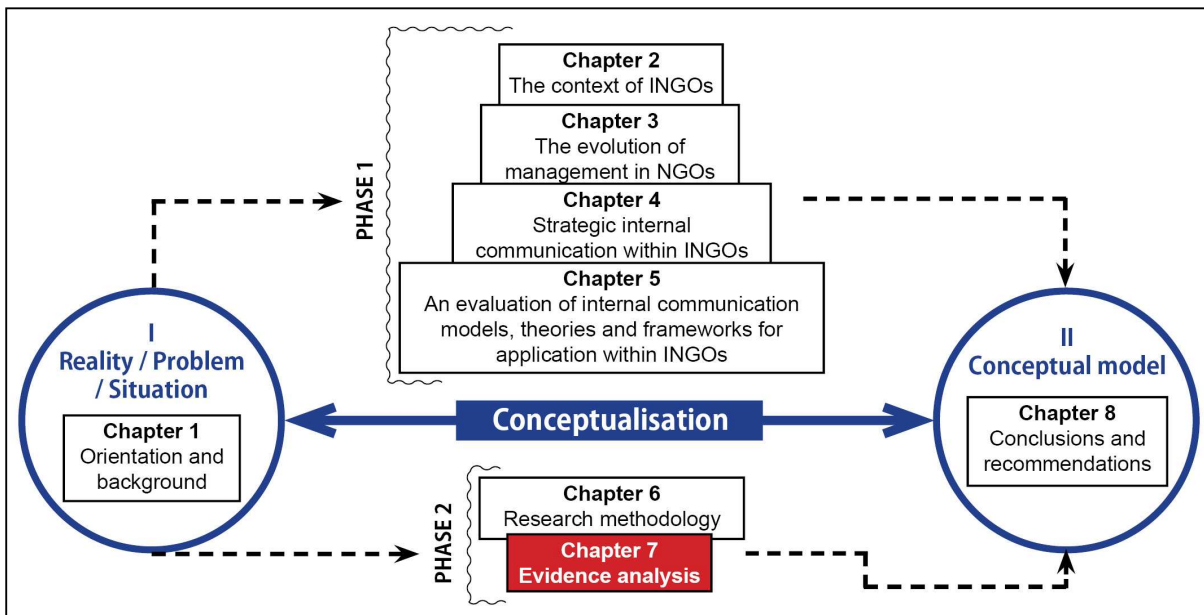 PHASE 1
Chapter 2
The context of INGOs
Chapter 3
The evolution of
management in NGOs
Chapter 4
Strategic internal
communication within INGOs
Chapter 5
An evaluation of internal communication
models, theories and frameworks for
application within INGOs
I
Reality / Problem
/ Situation
Chapter 1
Orientation and
background
Conceptualisation
II
Conceptual model
Chapter 8
Conclusions and
recommendations
PHASE 2
Chapter 6
Research methodology
Chapter 7
Evidence analysis